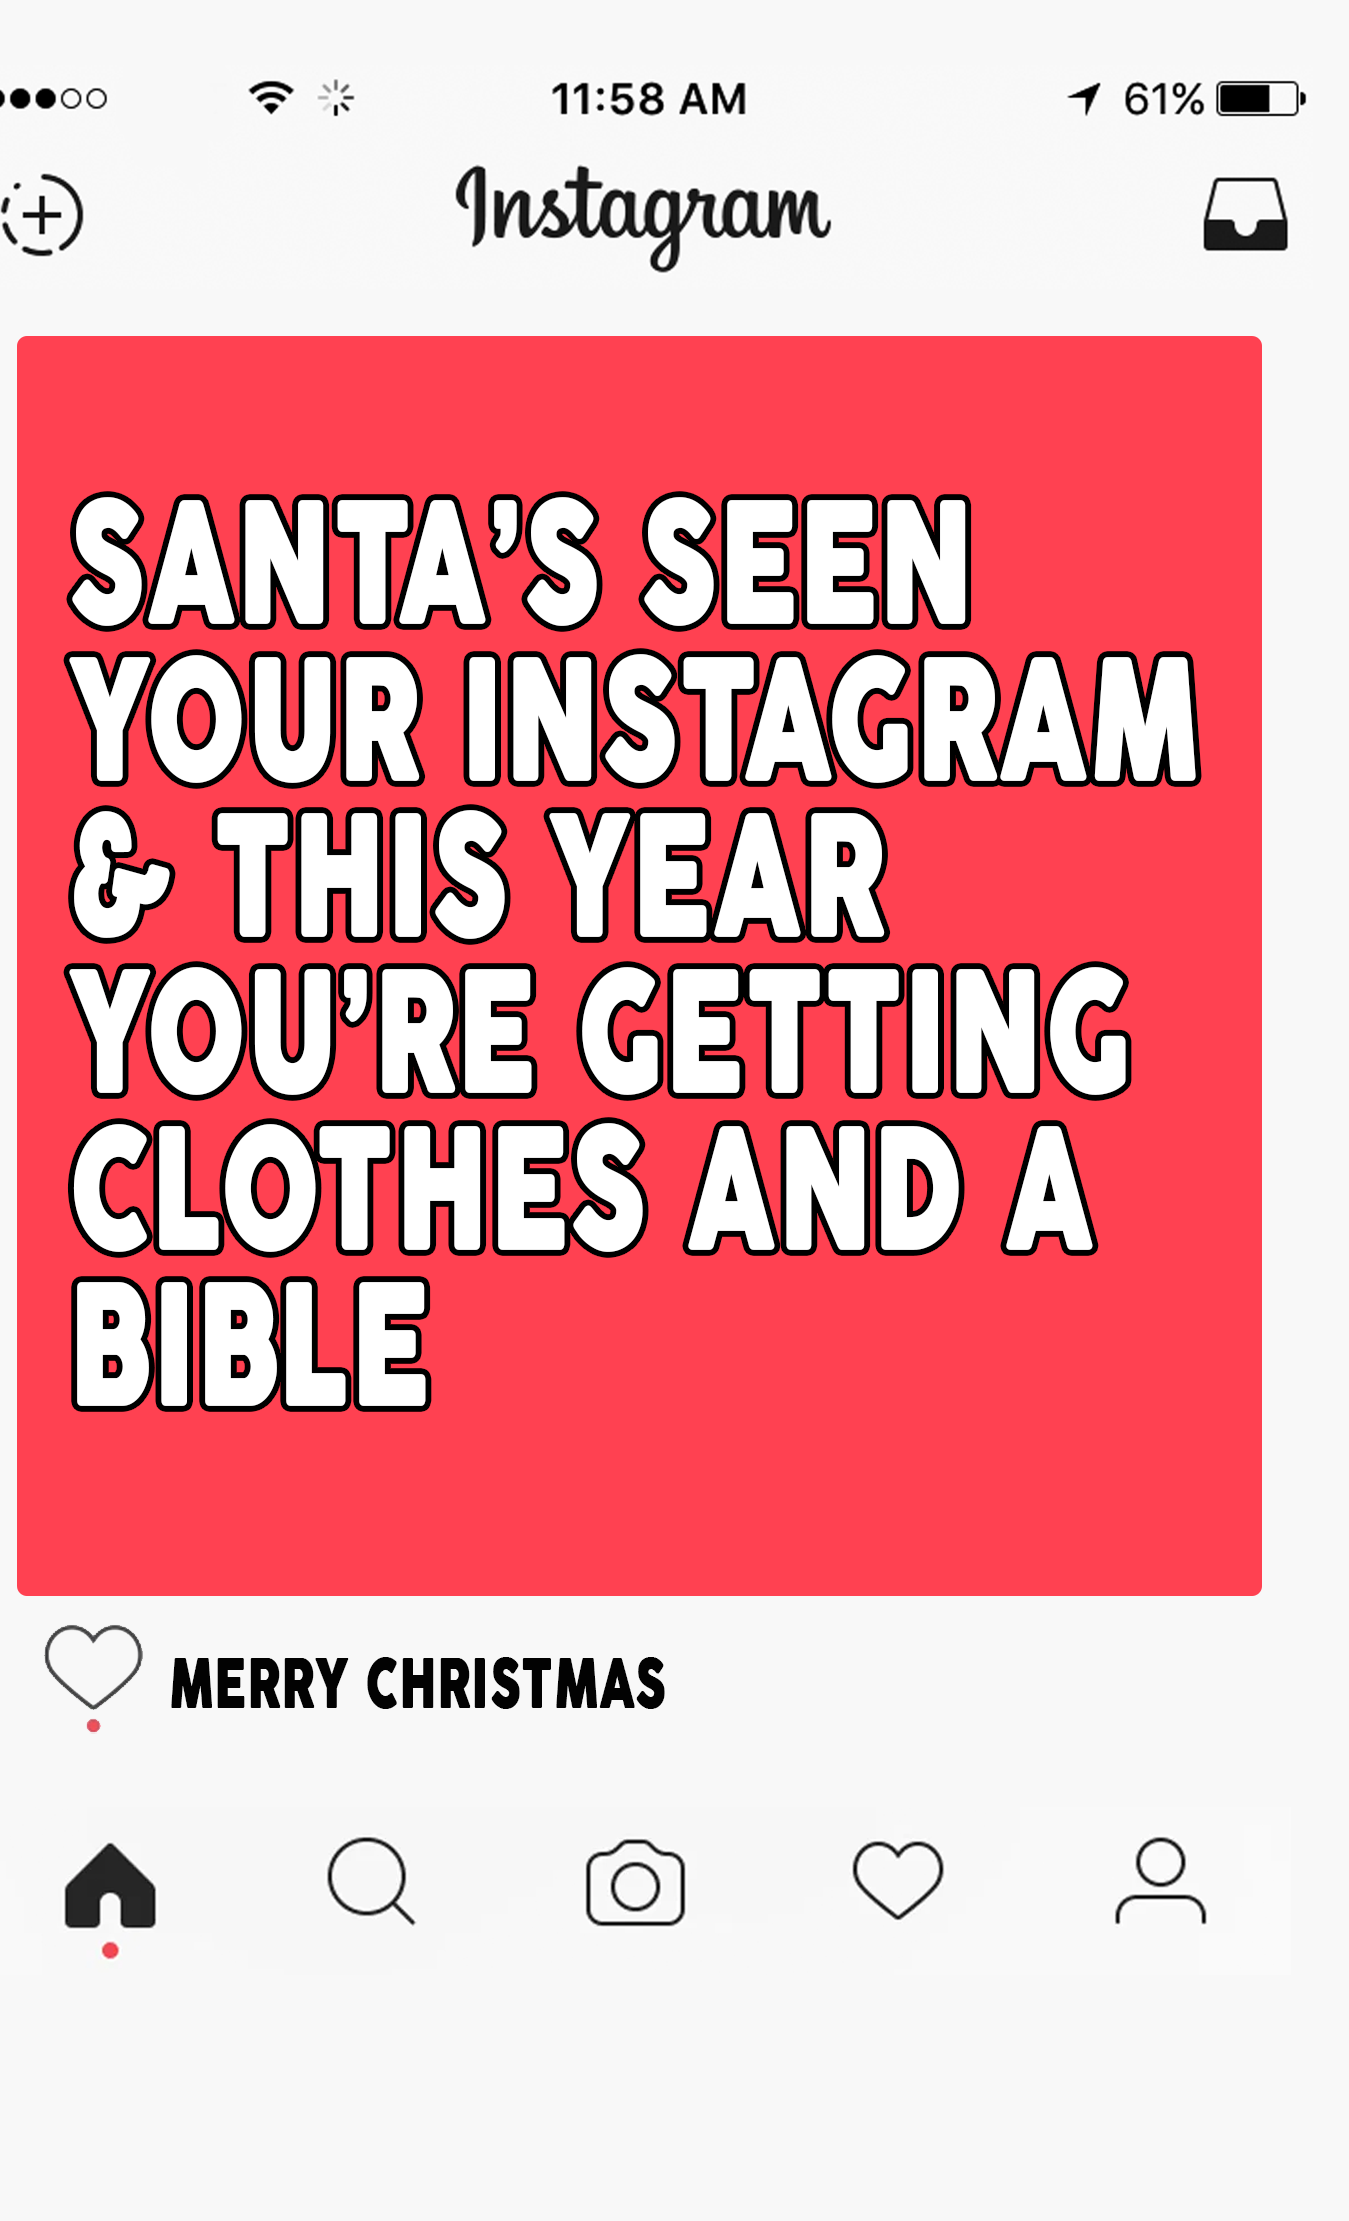 11:58 AM
61%
Instagram
SANTA’S SEEN
YOUR INSTAGRAM
& THIS YEAR
YOU’RE GETTING
CLOTHES AND A
BIBLE
MERRY CHRISTMAS